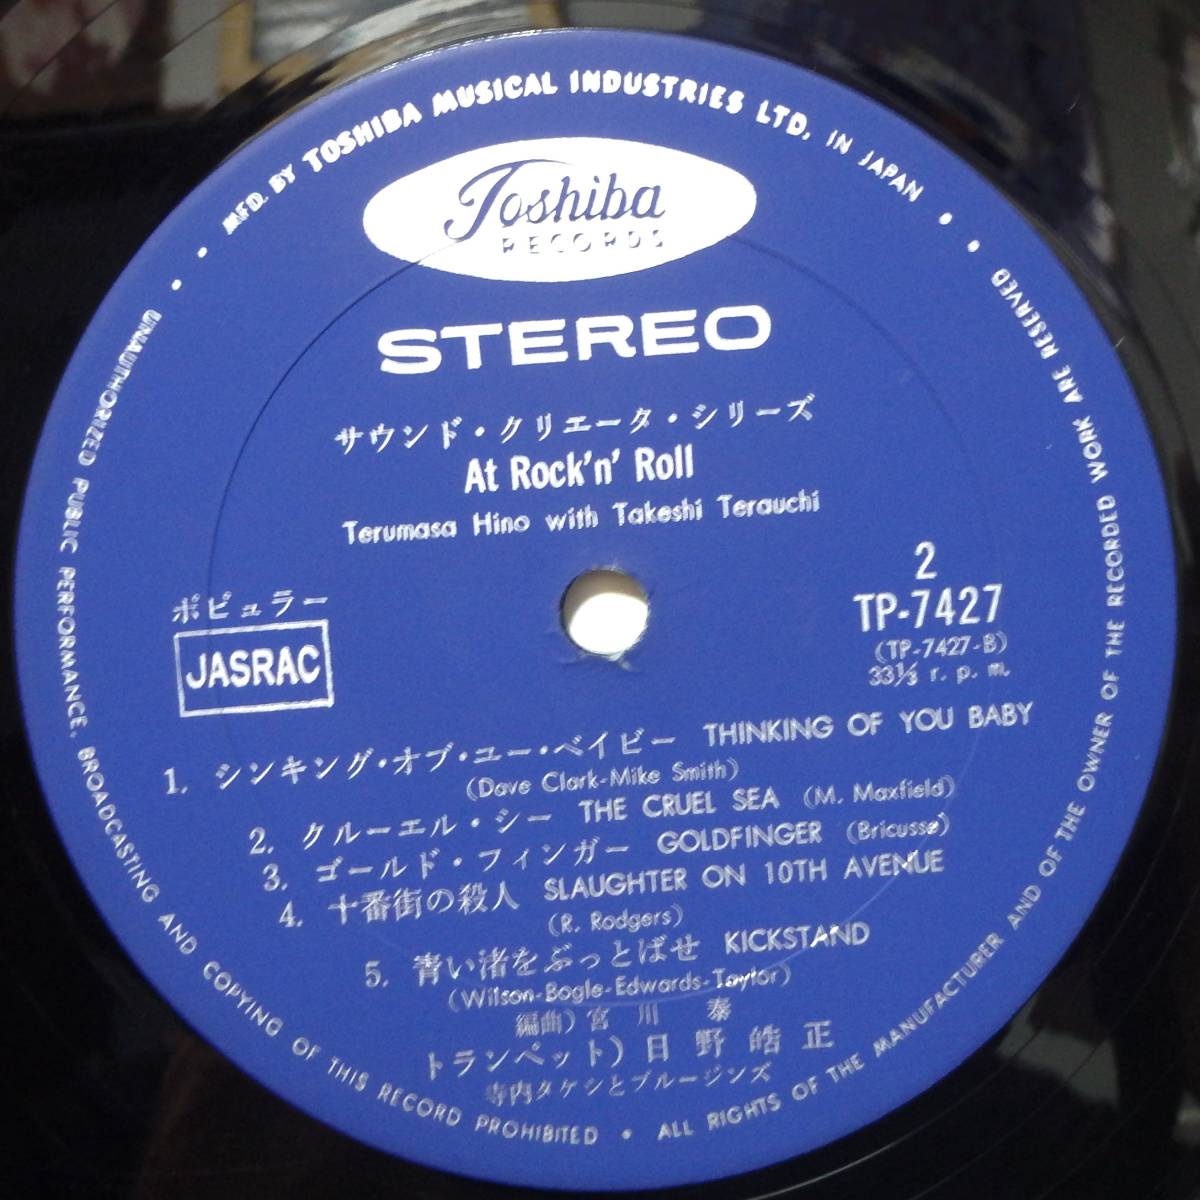 MFD. BY TOSHIBA MUSICAL INDUSTRIES LTD. IN JAPAN
Toshiba
RECORDS
STEREO
サウンド・クリエータ・シリーズ
At Rock'n' Roll
Terumasa Hino with Takeshi Terauchi
2
TP-7427
(TP-7427-B)
33⅓ r. p. m.
ポピュラー
JASRAC
1. シンキング・オブ・ユー・ベイビー THINKING OF YOU BABY
(Dave Clark-Mike Smith)
2. クルーエル・シー THE CRUEL SEA (M. Maxfield)
3. ゴールド・フィンガー GOLDFINGER (Bricusse)
4. 十番街の殺人 SLAUGHTER ON 10TH AVENUE
(R. Rodgers)
5. 青い渚をぶっとばせ KICKSTAND
(Wilson-Bogle-Edwards-Taylor)
編曲) 宮川 泰
トランペット) 日野皓正
寺内タケシとブルージンズ
UNAUTHORIZED PUBLIC PERFORMANCE, BROADCASTING AND COPYING OF THIS RECORD PROHIBITED • ALL RIGHTS OF THE MANUFACTURER AND OF THE OWNER OF THE RECORDED WORK ARE RESERVED